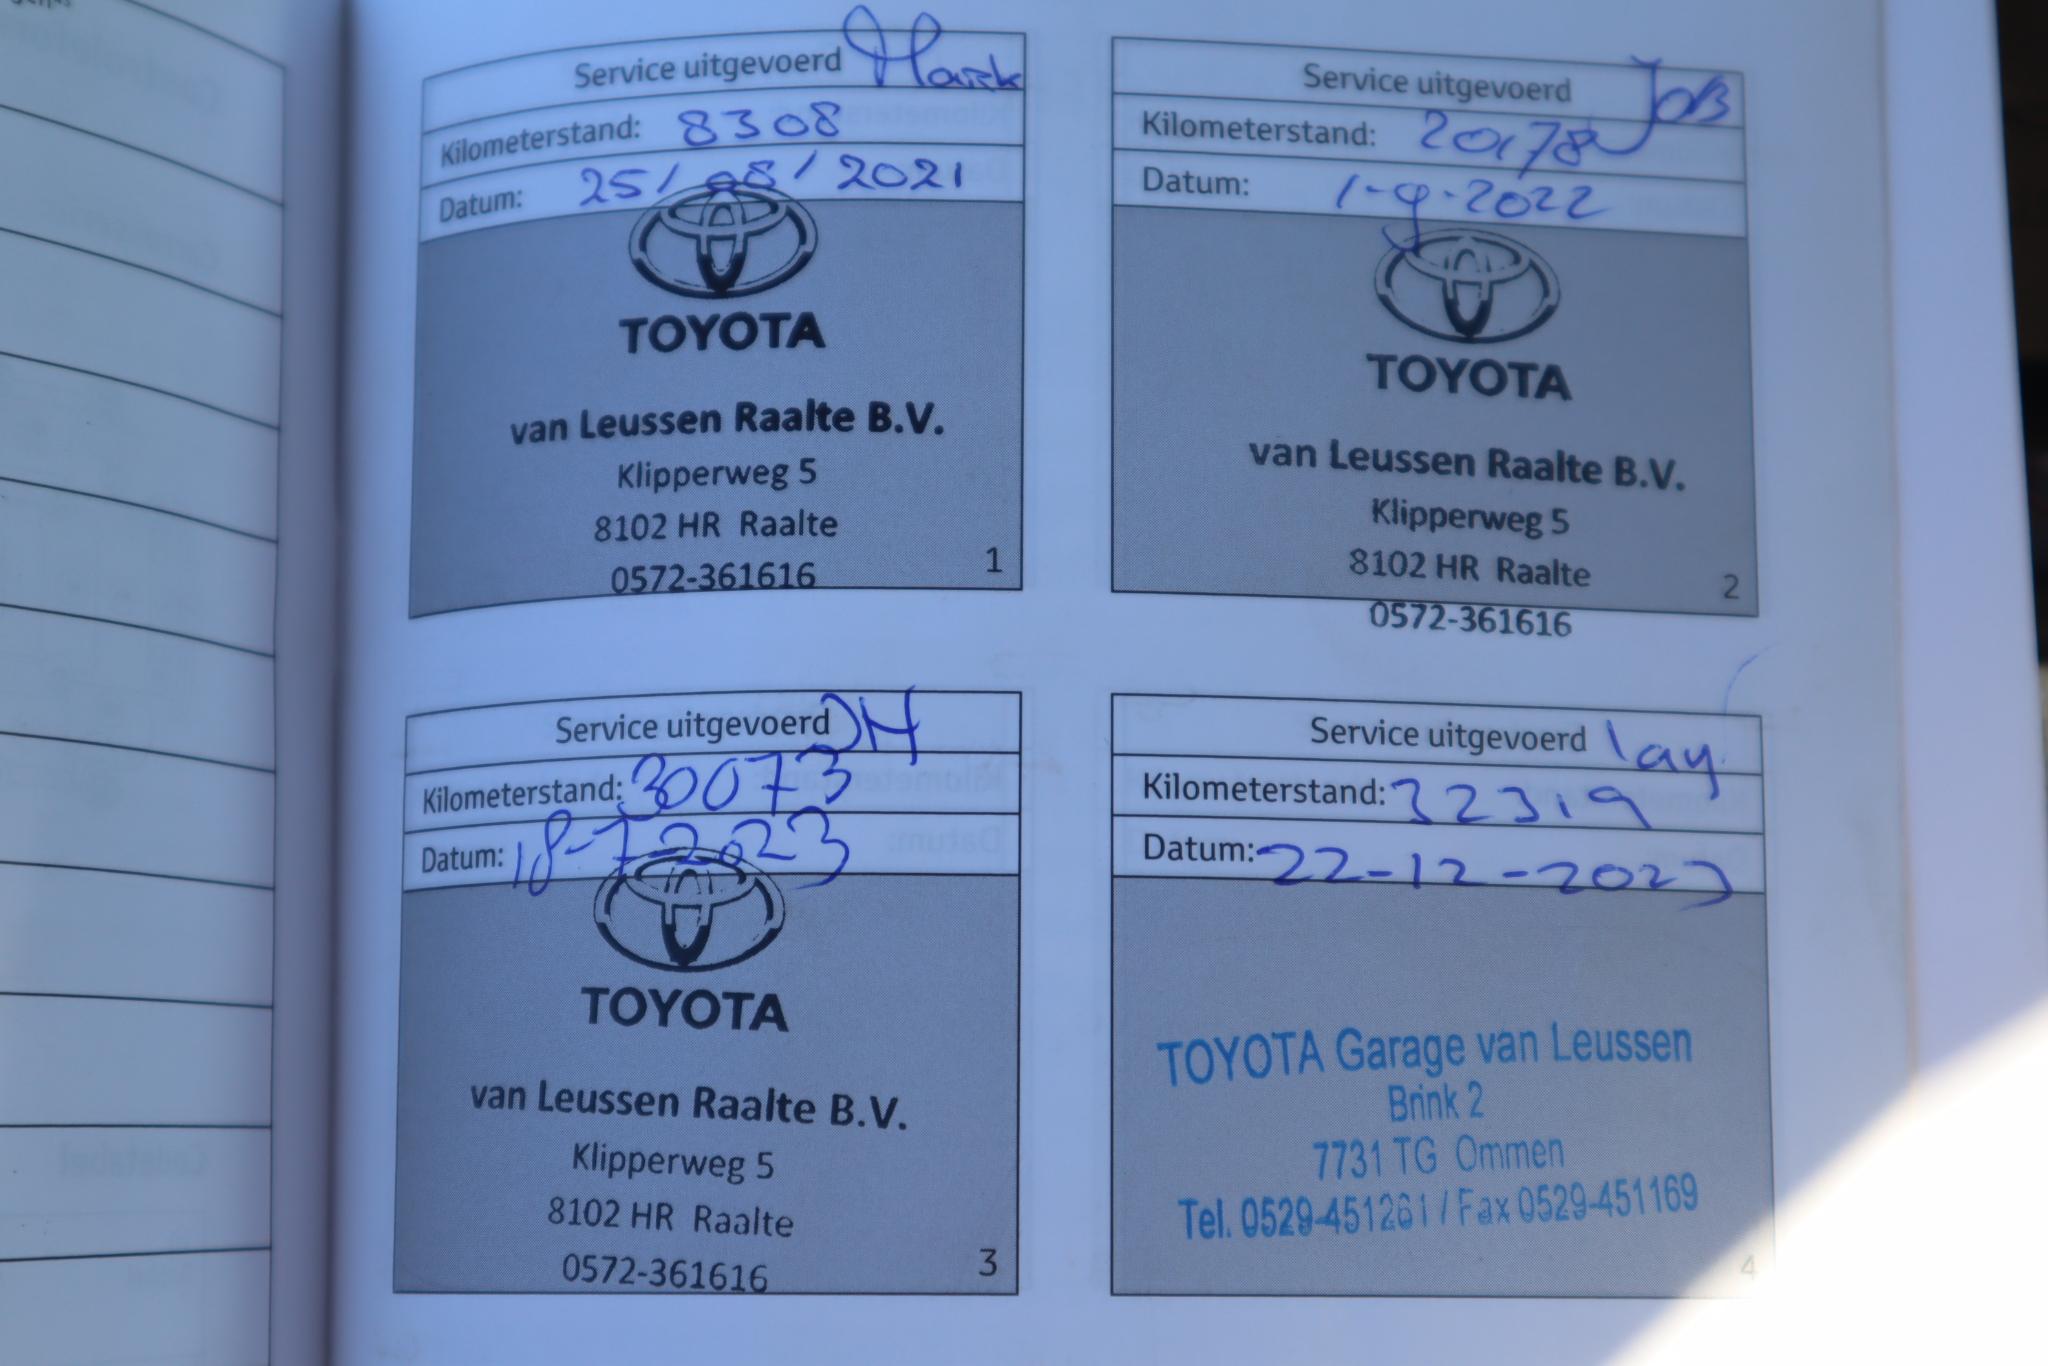 Service uitgevoerd Mark
Kilometerstand: 8308
Datum: 25/08/2021
TOYOTA
van Leussen Raalte B.V.
Klipperweg 5
8102 HR Raalte
0572-361616
1
Service uitgevoerd Job
Kilometerstand: 20178
Datum: 1-9-2022
TOYOTA
van Leussen Raalte B.V.
Klipperweg 5
8102 HR Raalte
0572-361616
2
Service uitgevoerd
Kilometerstand: 30073
Datum: 18-7-2023
TOYOTA
van Leussen Raalte B.V.
Klipperweg 5
8102 HR Raalte
0572-361616
3
Service uitgevoerd
Kilometerstand: 32319
Datum: 22-12-2023
TOYOTA Garage van Leussen
Brink 2
7731 TG Ommen
Tel. 0529-451261 / Fax 0529-451169
4